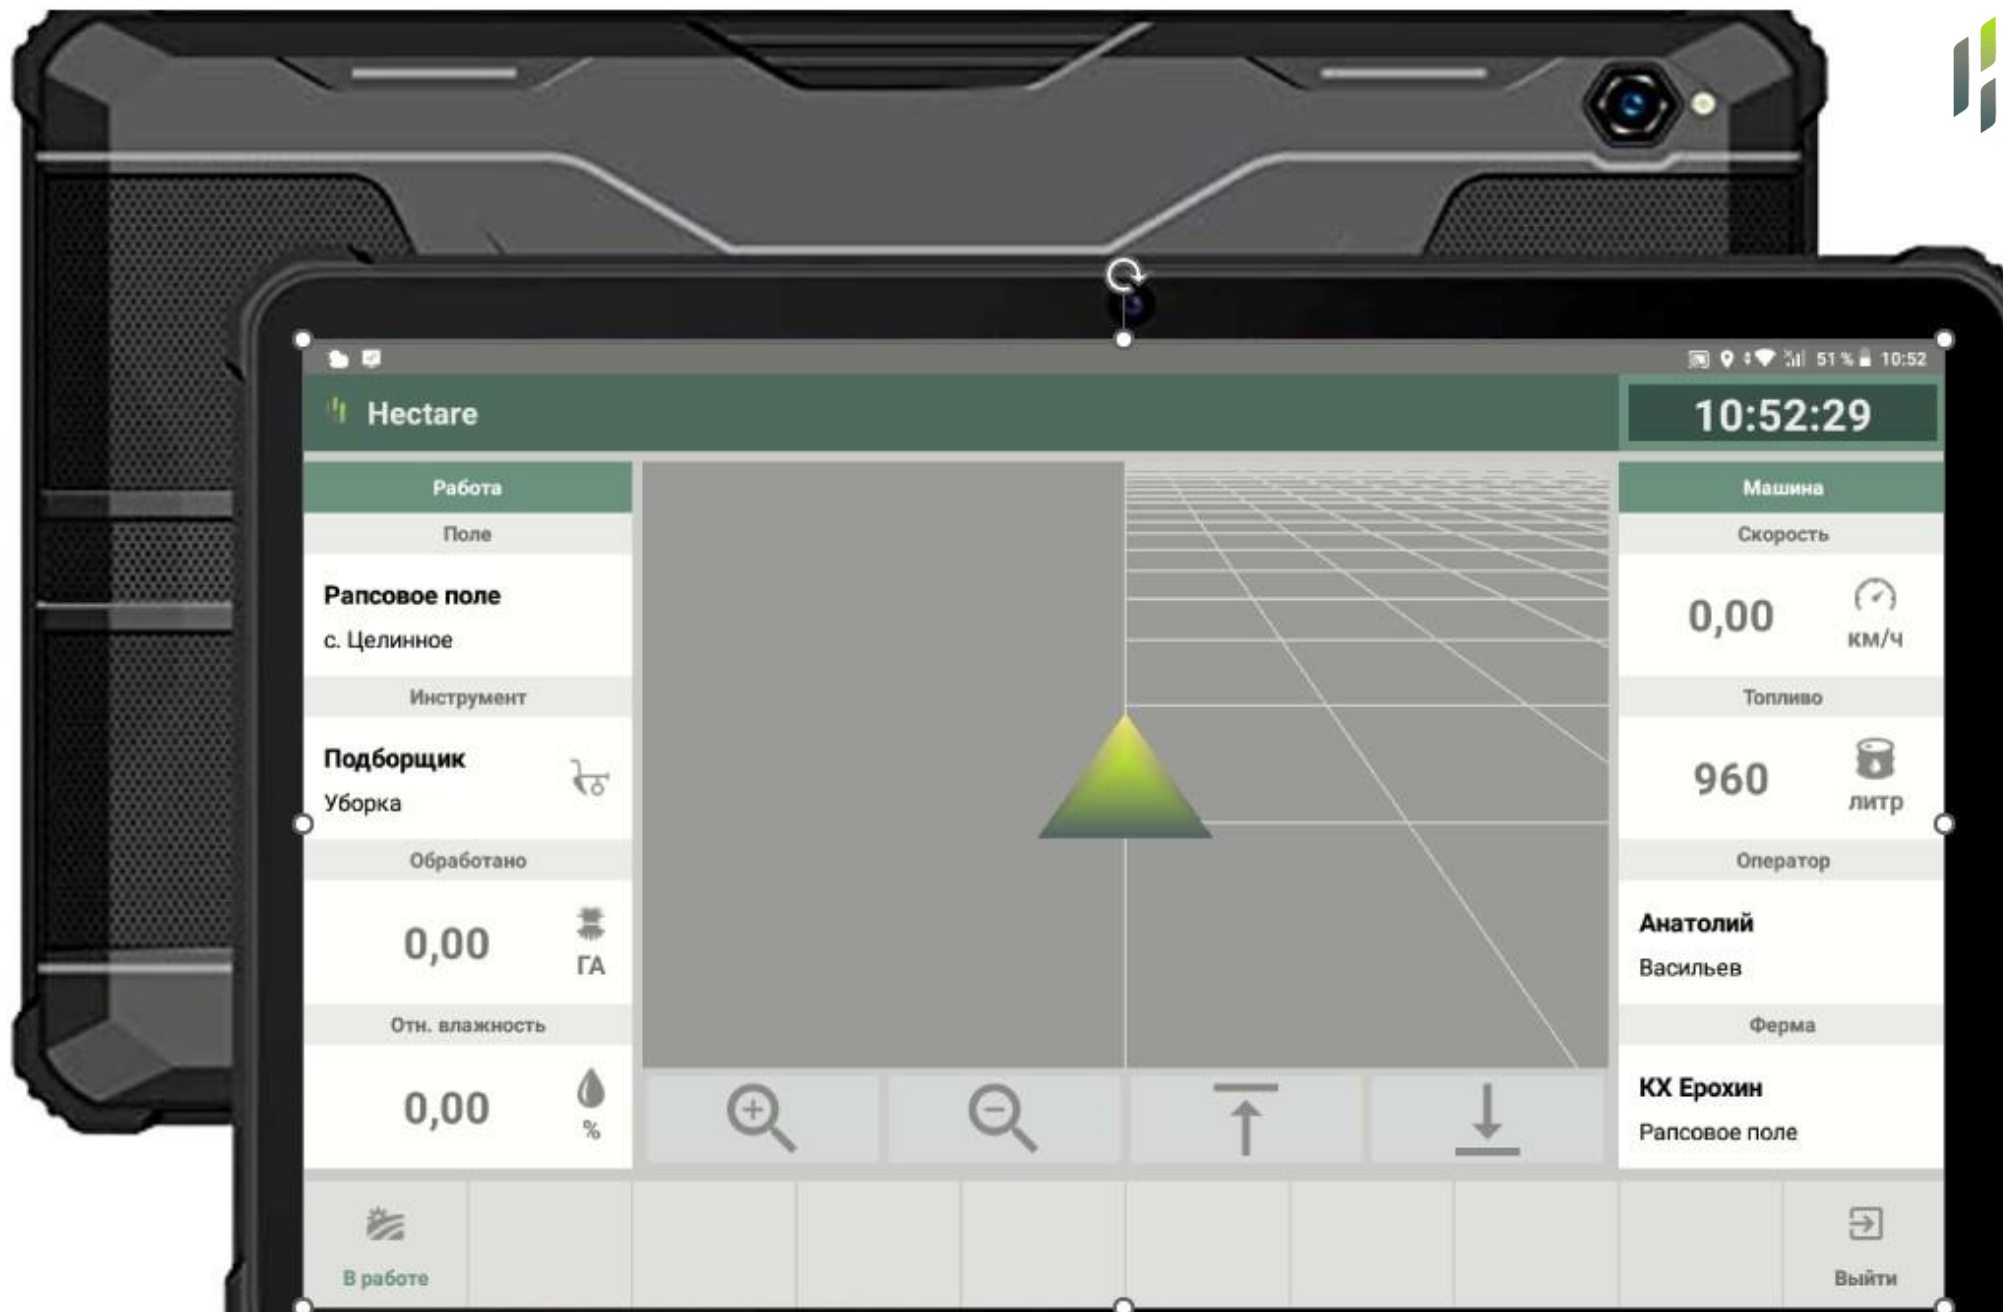 51 % 10:52
Hectare
10:52:29
Работа
Поле
Рапсовое поле
с. Целинное
Инструмент
Подборщик
Уборка
Обработано
0,00
ГА
Отн. влажность
0,00
%
Машина
Скорость
0,00
км/ч
Топливо
960
литр
Оператор
Анатолий
Васильев
Ферма
КХ Ерохин
Рапсовое поле
В работе
Выйти